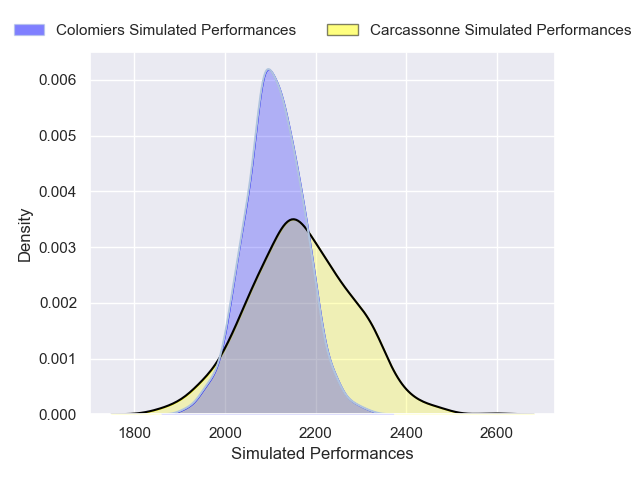 Colomiers Simulated Performances Carcassonne Simulated Performances
0.006
0.005
0.004
0.003
0.002
0.001
0.000
Density
1800 2000 2200 2400 2600
Simulated Performances